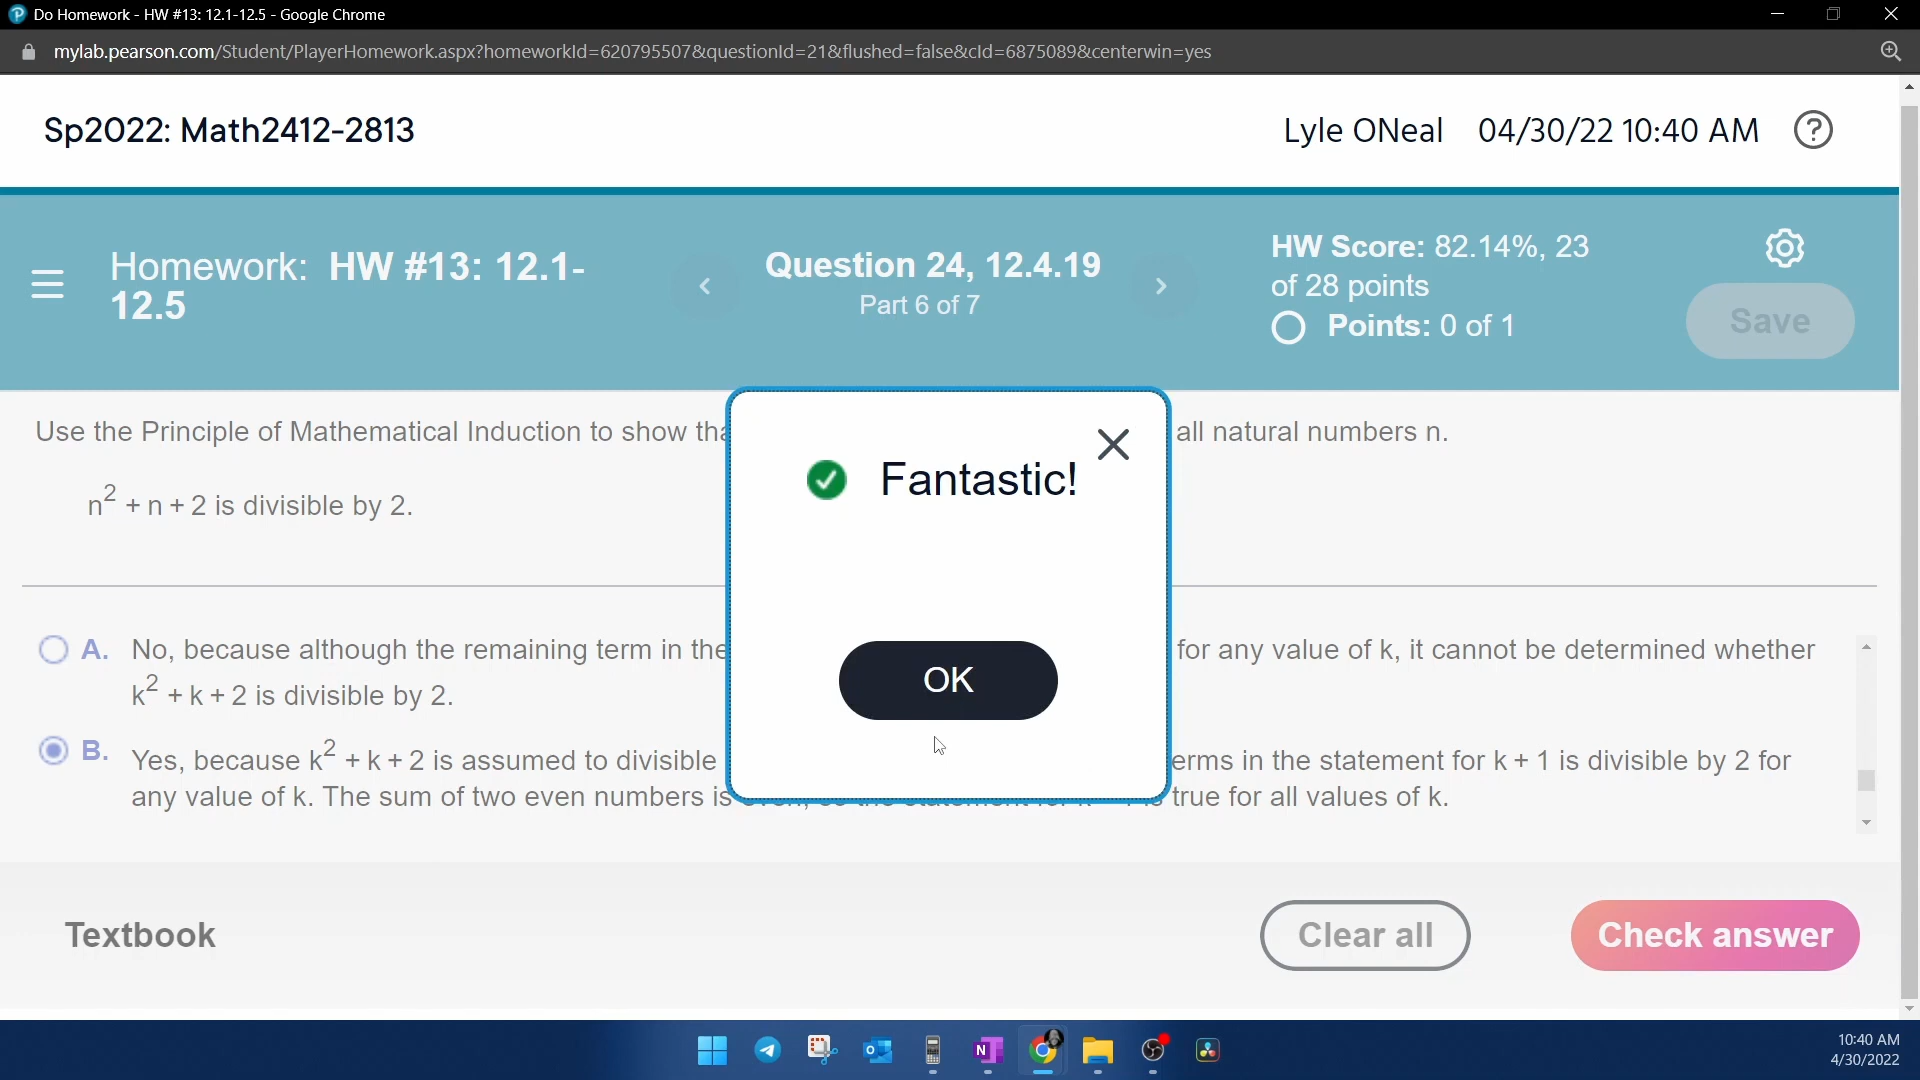 Do Homework - HW #13: 12.1-12.5 - Google Chrome
mylab.pearson.com/Student/PlayerHomework.aspx?homeworkId=620795507&questionId=21&flushed=false&cId=6875089&centerwin=yes
Sp2022: Math2412-2813
Lyle ONeal 04/30/22 10:40 AM ?
Homework: HW #13: 12.1-
12.5
Question 24, 12.4.19
Part 6 of 7
HW Score: 82.14%, 23
of 28 points
Points: 0 of 1
Save
Use the Principle of Mathematical Induction to show all natural numbers n.
n² + n + 2 is divisible by 2.
Fantastic!
OK
A. No, because although the remaining term in the for any value of k, it cannot be determined whether
k² + k + 2 is divisible by 2.
B. Yes, because k² + k + 2 is assumed to divisible terms in the statement for k + 1 is divisible by 2 for
any value of k. The sum of two even numbers is true for all values of k.
Textbook
Clear all
Check answer
10:40 AM
4/30/2022